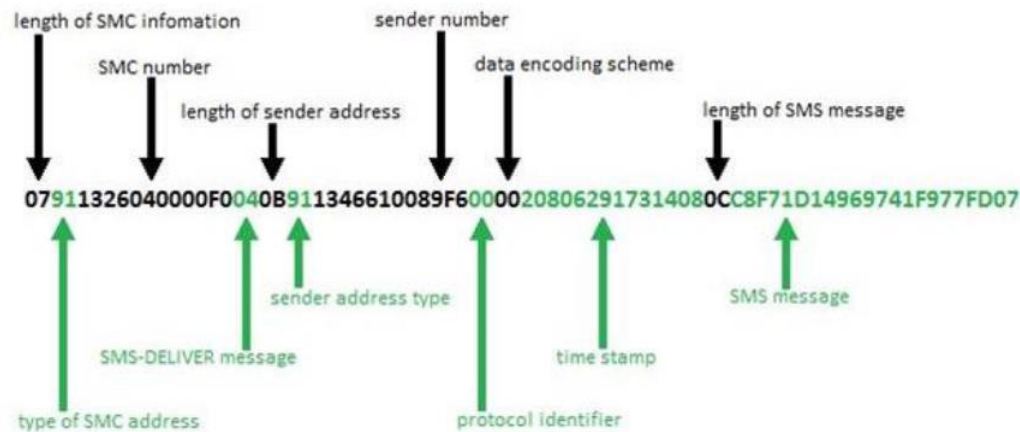 length of SMC infomation
sender number
SMC number
data encoding scheme
length of sender address
length of SMS message
07911326040000F0040B911346610089F60000208062917314080CC8F71D14969741F977FD07
sender address type
SMS message
SMS-DELIVER message
time stamp
type of SMC address
protocol identifier